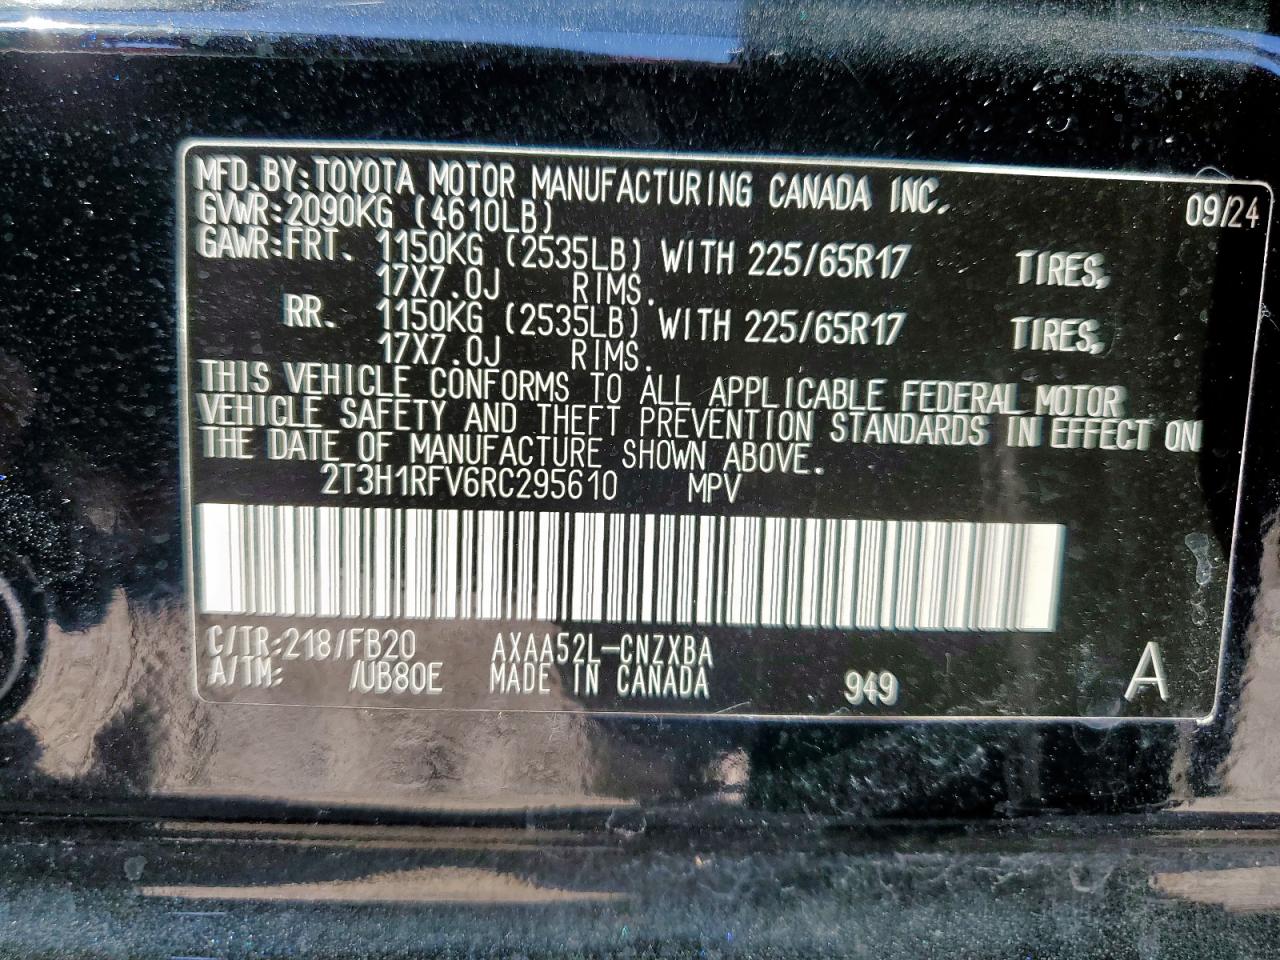 MFD.BY:TOYOTA MOTOR MANUFACTURING CANADA INC. 09/24
GVWR:2090KG (4610LB)
GAWR:FRT. 1150KG (2535LB) WITH 225/65R17 TIRES,
17X7.0J RIMS.
RR. 1150KG (2535LB) WITH 225/65R17 TIRES,
17X7.0J RIMS.
THIS VEHICLE CONFORMS TO ALL APPLICABLE FEDERAL MOTOR
VEHICLE SAFETY AND THEFT PREVENTION STANDARDS IN EFFECT ON
THE DATE OF MANUFACTURE SHOWN ABOVE.
2T3H1RFV6RC295610 MPV
C/TR:218/FB20 AXAA52L-CNZXBA
A/TM: /UB80E MADE IN CANADA 949 A